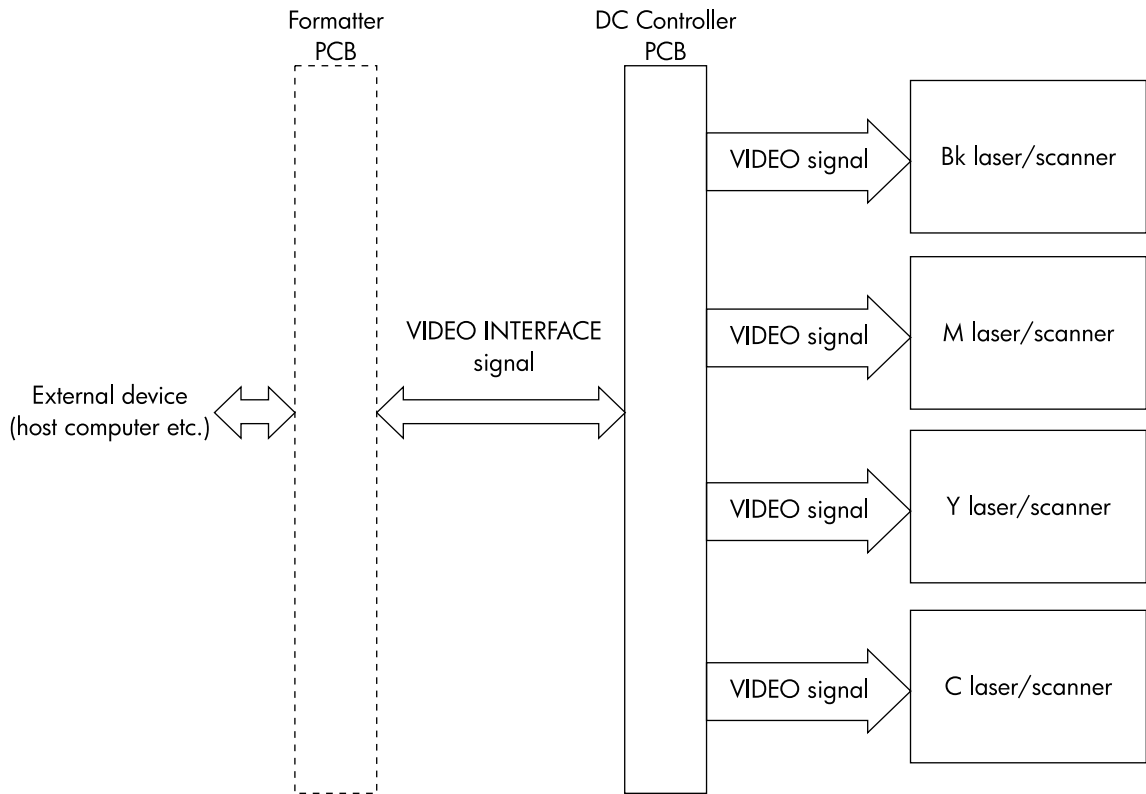 Formatter
PCB
DC Controller
PCB
VIDEO signal
Bk laser/scanner
VIDEO signal
M laser/scanner
VIDEO INTERFACE
signal
External device
(host computer etc.)
VIDEO signal
Y laser/scanner
VIDEO signal
C laser/scanner